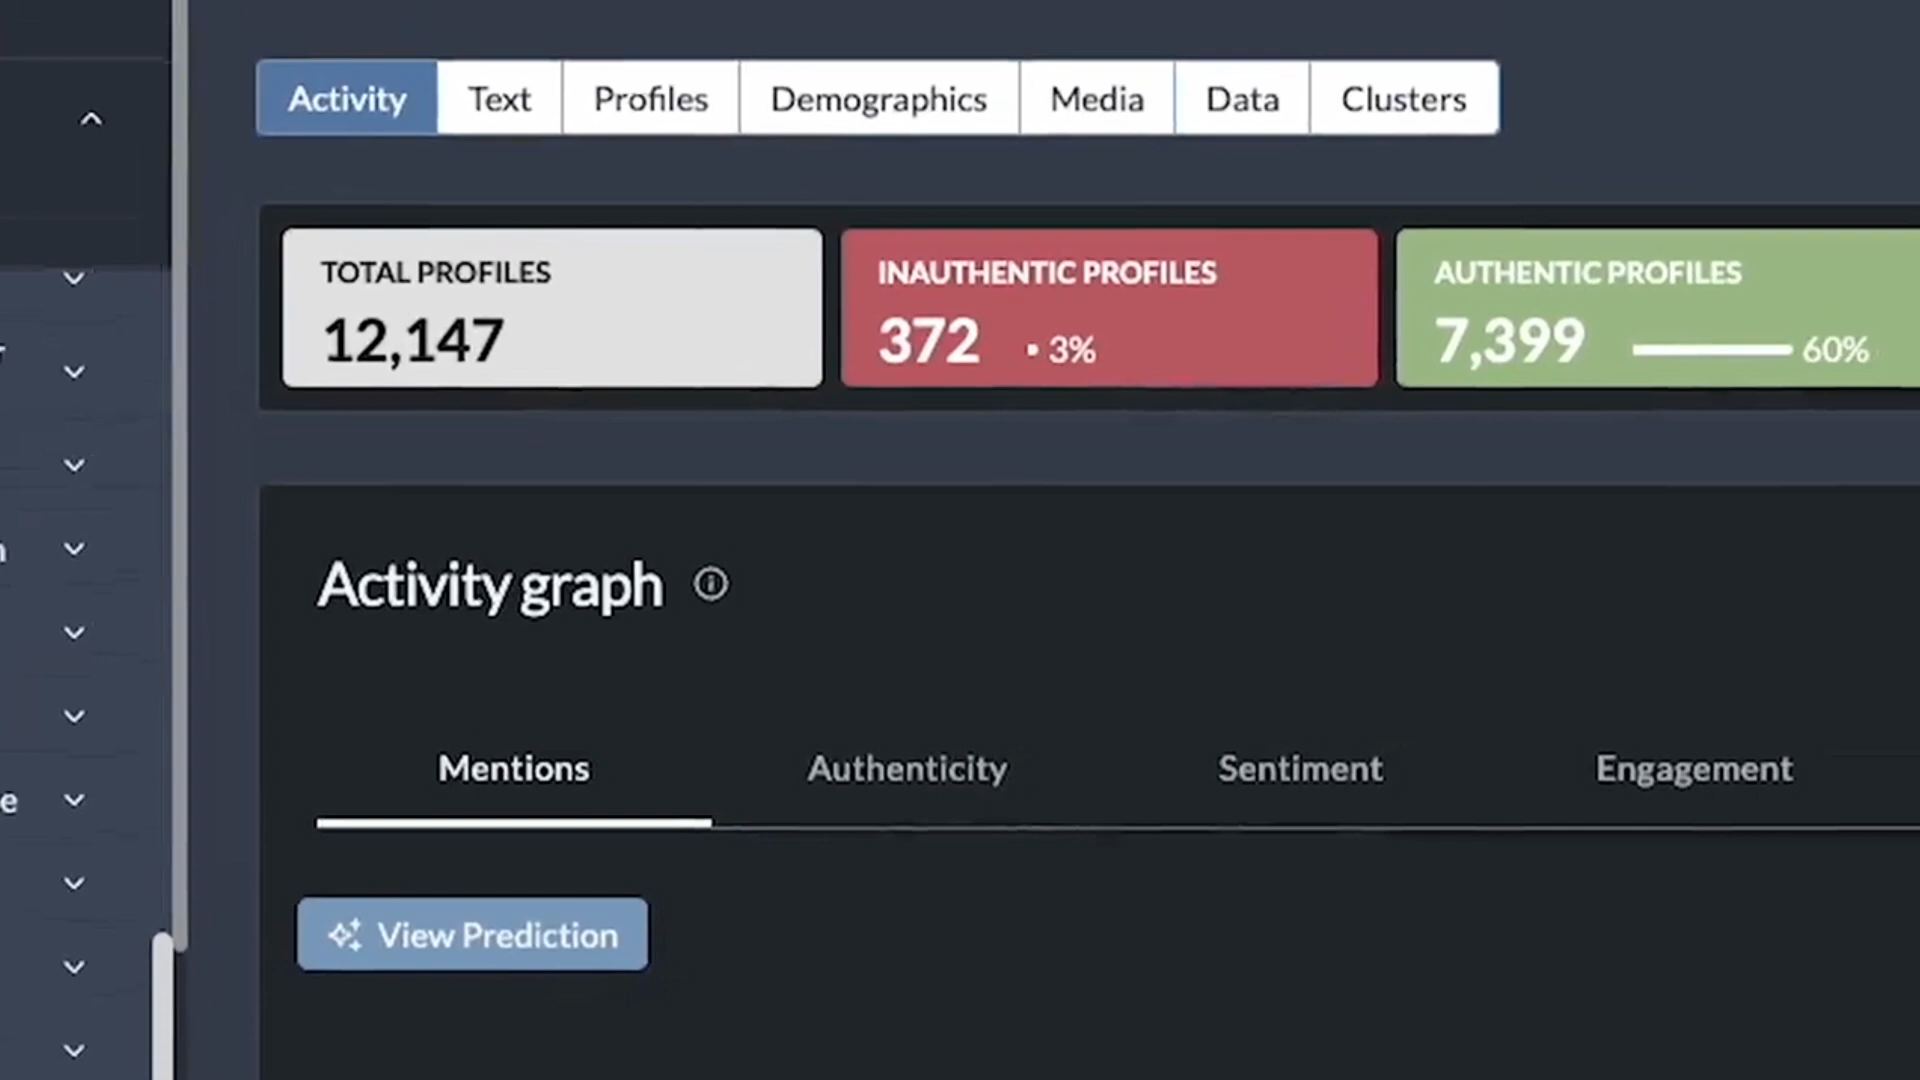 Activity Text Profiles Demographics Media Data Clusters
TOTAL PROFILES
12,147
INAUTHENTIC PROFILES
372 • 3%
AUTHENTIC PROFILES
7,399 60%
Activity graph
Mentions Authenticity Sentiment Engagement
View Prediction
e